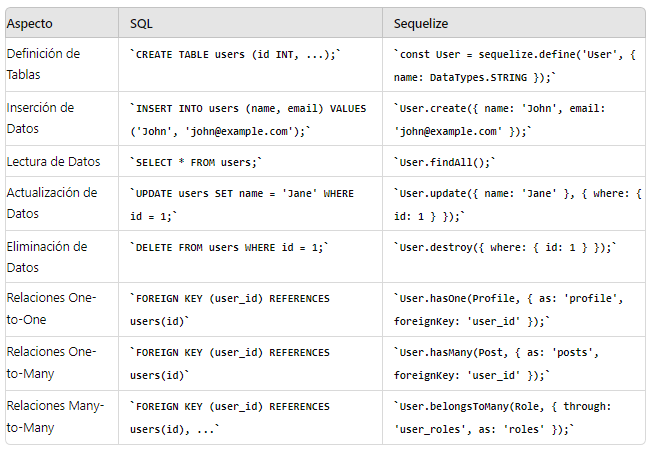 Aspecto SQL Sequelize
Definición de
Tablas
`CREATE TABLE users (id INT, ...);`
`const User = sequelize.define('User', {
name: DataTypes.STRING });`
Inserción de
Datos
`INSERT INTO users (name, email) VALUES
('John', 'john@example.com');`
`User.create({ name: 'John', email:
'john@example.com' });`
Lectura de Datos
`SELECT * FROM users;`
`User.findAll();`
Actualización de
Datos
`UPDATE users SET name = 'Jane' WHERE
id = 1;`
`User.update({ name: 'Jane' }, { where: {
id: 1 } });`
Eliminación de
Datos
`DELETE FROM users WHERE id = 1;`
`User.destroy({ where: { id: 1 } });`
Relaciones One-
to-One
`FOREIGN KEY (user_id) REFERENCES
users(id)`
`User.hasOne(Profile, { as: 'profile',
foreignKey: 'user_id' });`
Relaciones One-
to-Many
`FOREIGN KEY (user_id) REFERENCES
users(id)`
`User.hasMany(Post, { as: 'posts',
foreignKey: 'user_id' });`
Relaciones Many-
to-Many
`FOREIGN KEY (user_id) REFERENCES
users(id), ...`
`User.belongsToMany(Role, { through:
'user_roles', as: 'roles' });`